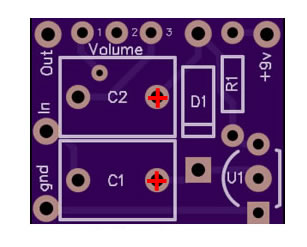 1 2 3
Volume
Out
+9v
C2
D1
R1
In
C1
gnd
U1